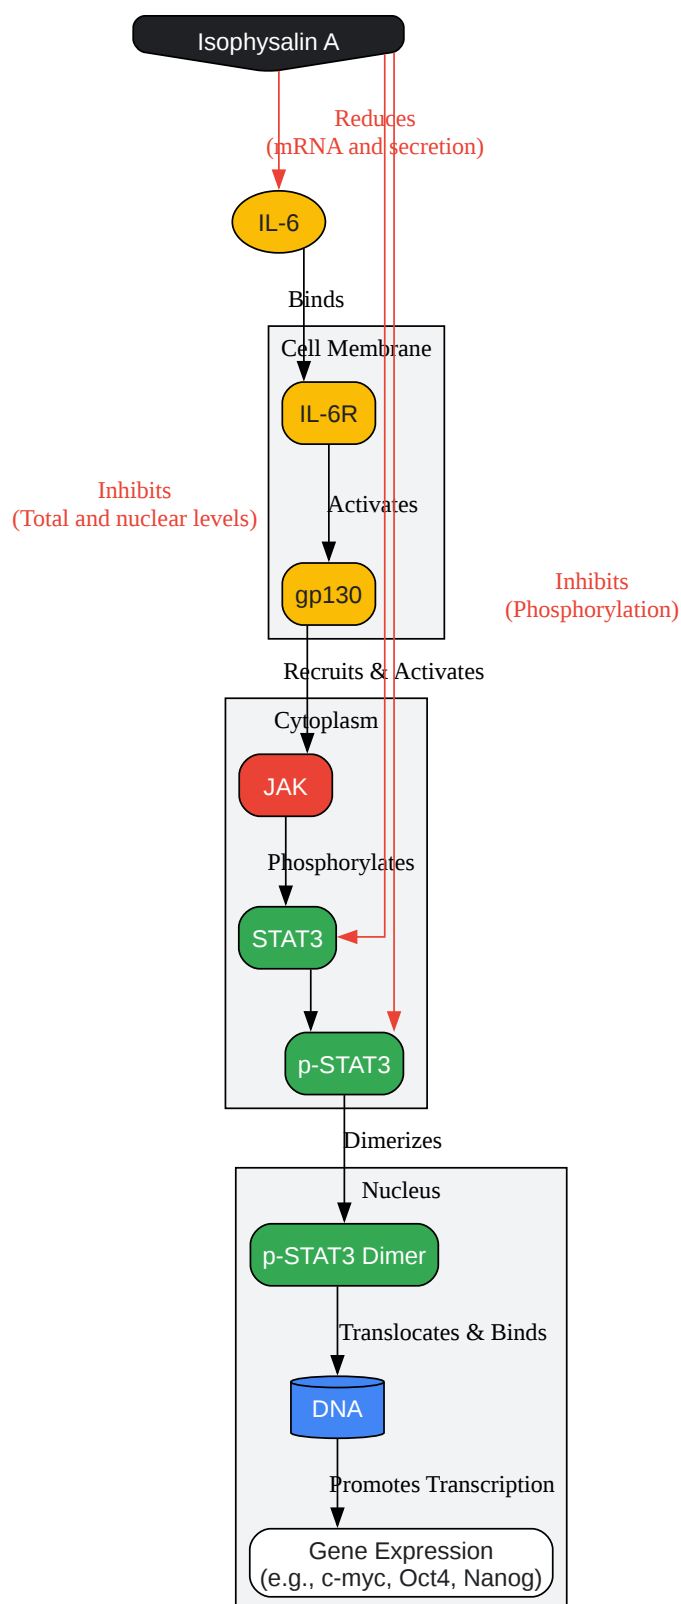 Isophysalin A
Reduces
(mRNA and secretion)
IL-6
Binds
Cell Membrane
IL-6R
Inhibits
(Total and nuclear levels)
Activates
gp130
Inhibits
(Phosphorylation)
Recruits & Activates
Cytoplasm
JAK
Phosphorylates
STAT3
p-STAT3
Dimerizes
Nucleus
p-STAT3 Dimer
Translocates & Binds
DNA
Promotes Transcription
Gene Expression
(e.g., c-myc, Oct4, Nanog)